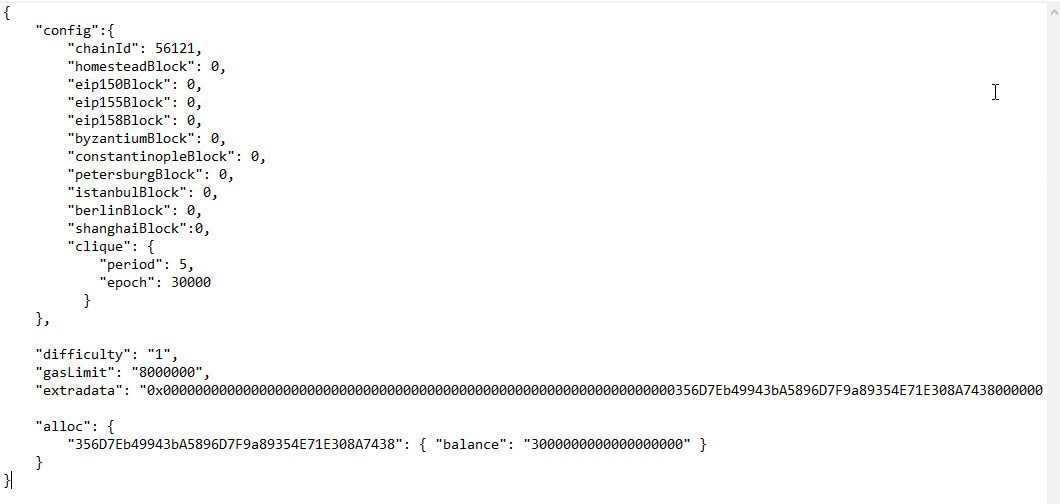 {
"config":{
"chainId": 56121,
"homesteadBlock": 0,
"eip150Block": 0,
"eip155Block": 0,
"eip158Block": 0,
"byzantiumBlock": 0,
"constantinopleBlock": 0,
"petersburgBlock": 0,
"istanbulBlock": 0,
"berlinBlock": 0,
"shanghaiBlock":0,
"clique": {
"period": 5,
"epoch": 30000
}
},
"difficulty": "1",
"gasLimit": "8000000",
"extradata": "0x0000000000000000000000000000000000000000000000000000000000000000356D7Eb49943bA5896D7F9a89354E71E308A7438000000
"alloc": {
"356D7Eb49943bA5896D7F9a89354E71E308A7438": { "balance": "3000000000000000000" }
}
}